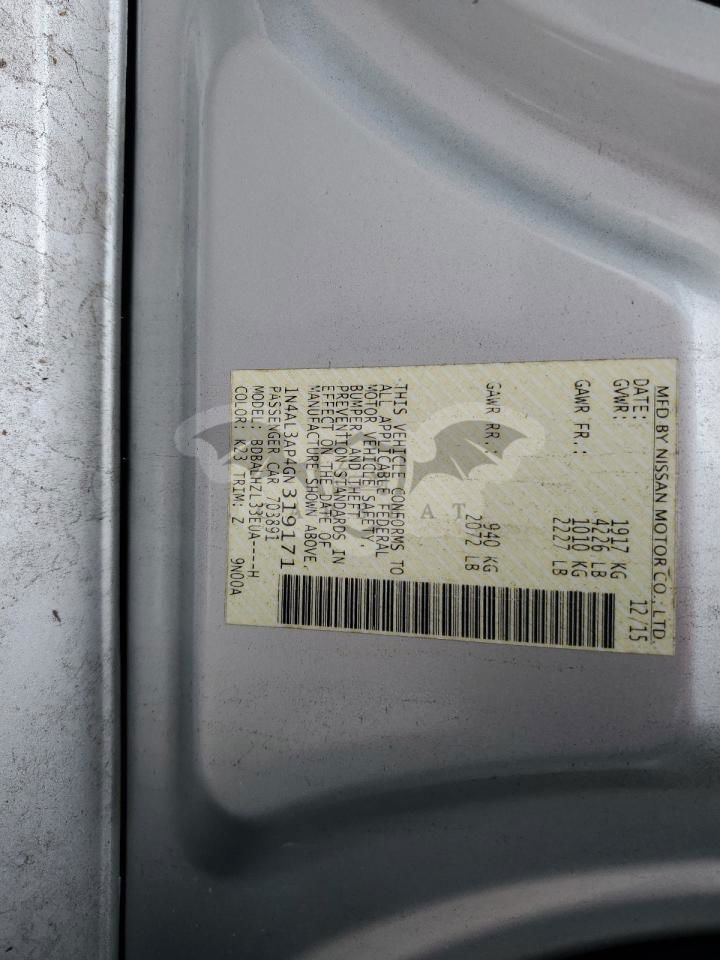 MFD BY NISSAN MOTOR CO., LTD.
DATE: 12/15
GVWR: 1917 KG
4226 LB
GAWR FR.: 1010 KG
2227 LB
GAWR RR.: 940 KG
2072 LB
THIS VEHICLE CONFORMS TO
ALL APPLICABLE FEDERAL
MOTOR VEHICLE SAFETY,
BUMPER, AND THEFT
PREVENTION STANDARDS IN
EFFECT ON THE DATE OF
MANUFACTURE SHOWN ABOVE.
1N4AL3AP4GN319171
PASSENGER CAR 703891
MODEL: BDBALHZL33EUA----H
COLOR: K23 TRIM: Z 9N00A